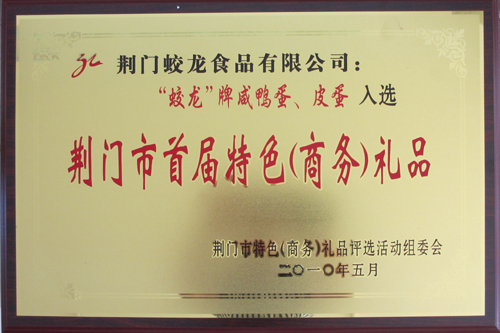 荆门蛟龙食品有限公司：
“蛟龙”牌咸鸭蛋、皮蛋 入选
荆门市首届特色(商务)礼品
荆门市特色(商务)礼品评选活动组委会
二〇一〇年五月